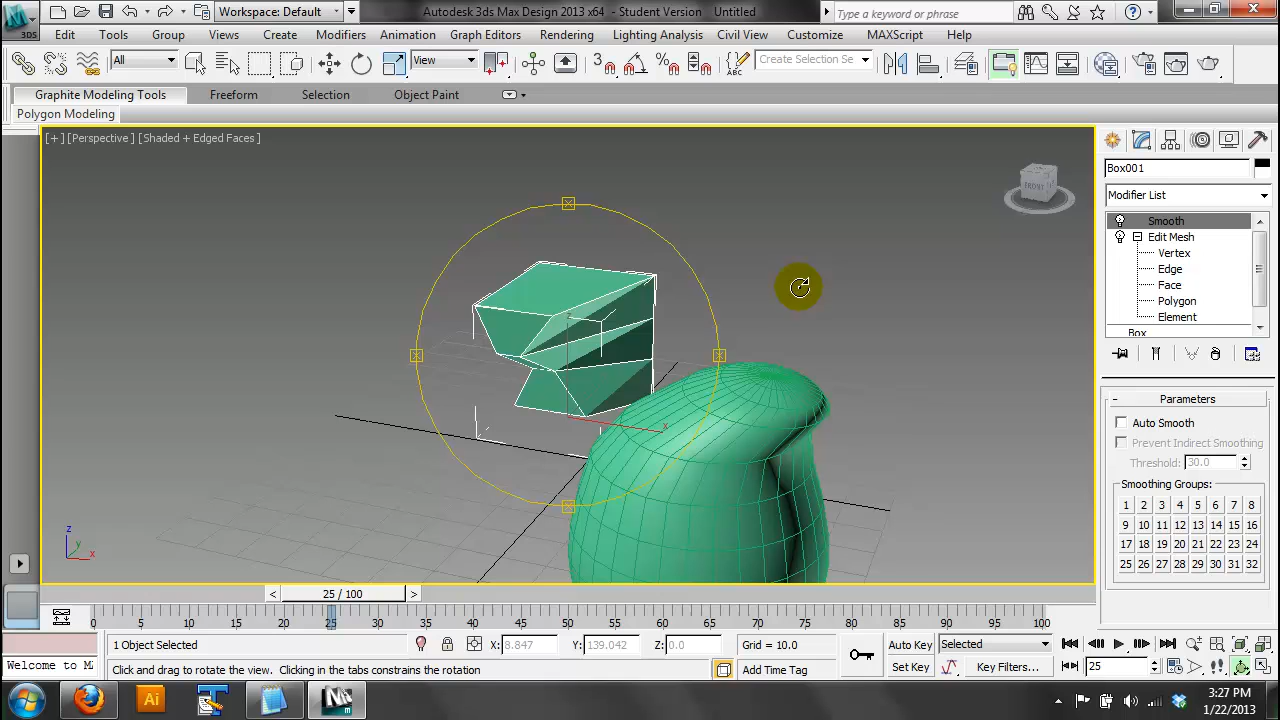 Workspace: Default
Autodesk 3ds Max Design 2013 x64 - Student Version Untitled
Type a keyword or phrase
3DS
Edit Tools Group Views Create Modifiers Animation Graph Editors Rendering Lighting Analysis Civil View Customize MAXScript Help
All View Create Selection Se
Graphite Modeling Tools Freeform Selection Object Paint
Polygon Modeling
[+] [Perspective] [Shaded + Edged Faces]
FRONT
Box001
Modifier List
Smooth
Edit Mesh
Vertex
Edge
Face
Polygon
Element
Box
z
x
- Parameters
Auto Smooth
Prevent Indirect Smoothing
Threshold: 30.0
Smoothing Groups:
1 2 3 4 5 6 7 8
9 10 11 12 13 14 15 16
17 18 19 20 21 22 23 24
25 26 27 28 29 30 31 32
z
y
x
< 25 / 100 >
0 5 10 15 20 25 30 35 40 45 50 55 60 65 70 75 80 85 90 95 100
1 Object Selected X: 8.847 Y: 139.042 Z: 0.0 Grid = 10.0 Auto Key Selected
Welcome to M Click and drag to rotate the view. Clicking in the tabs constrains the rotation Add Time Tag Set Key Key Filters... 25
Ai
3:27 PM
1/22/2013